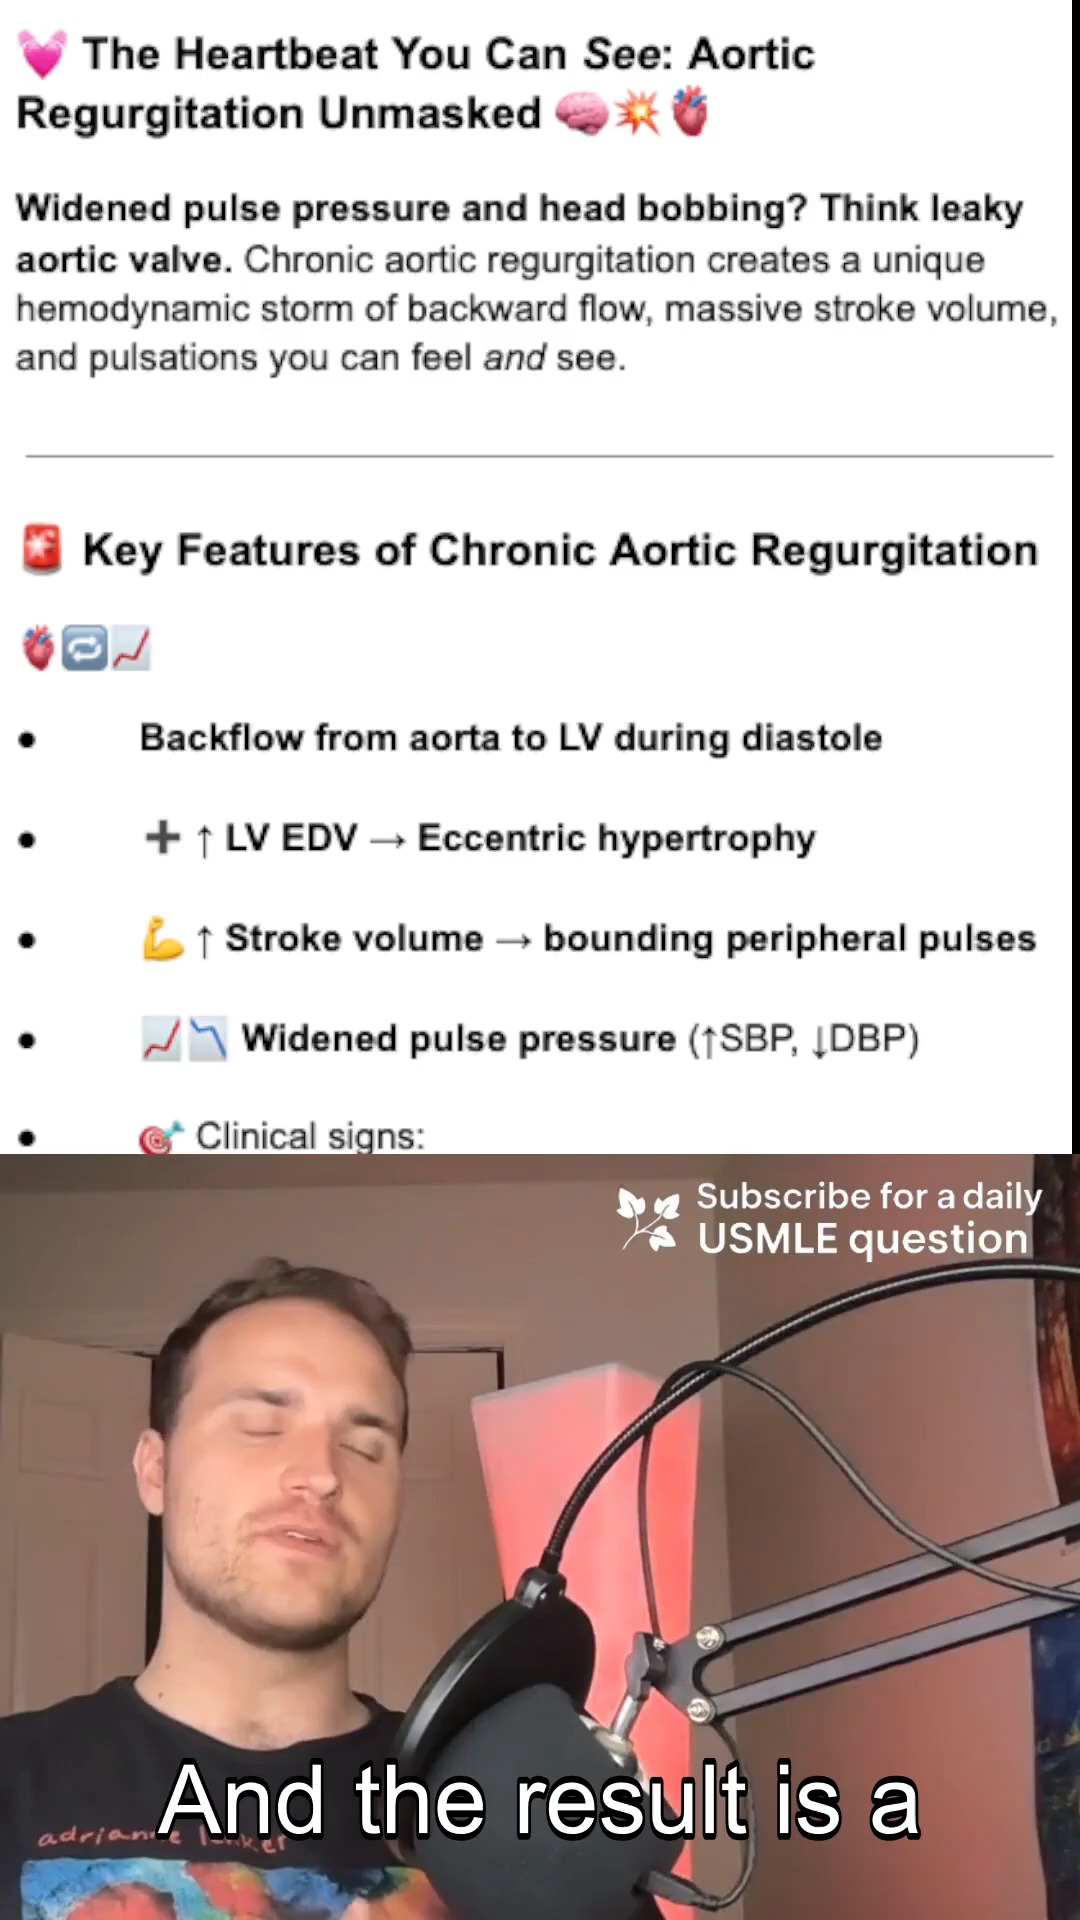 💓 The Heartbeat You Can See: Aortic
Regurgitation Unmasked 🧠💥🫀
Widened pulse pressure and head bobbing? Think leaky
aortic valve. Chronic aortic regurgitation creates a unique
hemodynamic storm of backward flow, massive stroke volume,
and pulsations you can feel and see.
🚨 Key Features of Chronic Aortic Regurgitation
🫀🔁📈
● Backflow from aorta to LV during diastole
● ➕ ↑ LV EDV → Eccentric hypertrophy
● 💪 ↑ Stroke volume → bounding peripheral pulses
● 📈📉 Widened pulse pressure (↑SBP, ↓DBP)
● 🎯 Clinical signs:
Subscribe for a daily
USMLE question
And the result is a